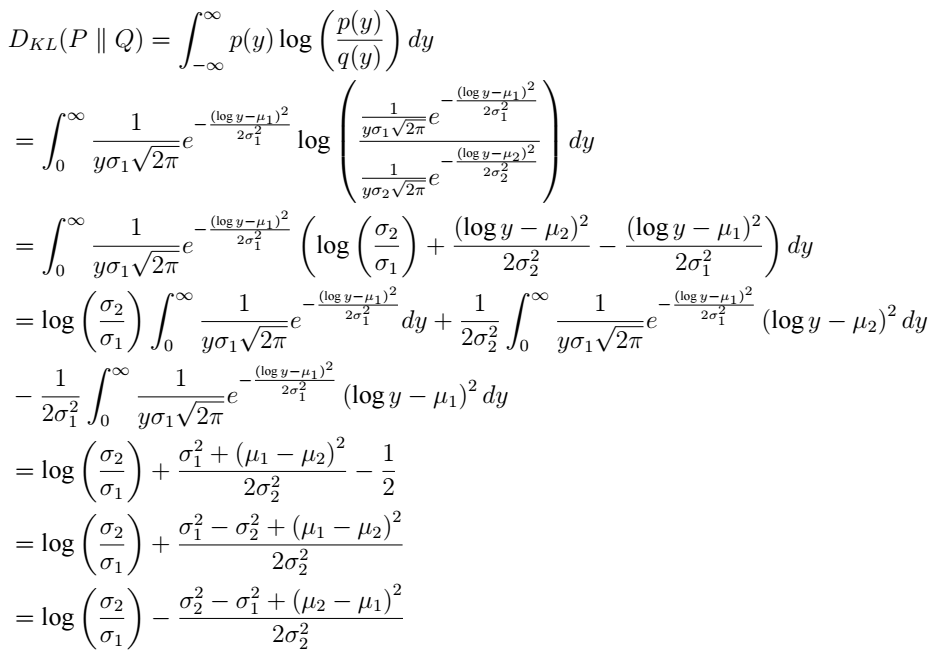 D_{KL}(P \parallel Q) = \int_{-\infty}^{\infty} p(y) \log \left( \frac{p(y)}{q(y)} \right) dy
= \int_{0}^{\infty} \frac{1}{y\sigma_1\sqrt{2\pi}} e^{-\frac{(\log y-\mu_1)^2}{2\sigma_1^2}} \log \left( \frac{\frac{1}{y\sigma_1\sqrt{2\pi}} e^{-\frac{(\log y-\mu_1)^2}{2\sigma_1^2}}}{\frac{1}{y\sigma_2\sqrt{2\pi}} e^{-\frac{(\log y-\mu_2)^2}{2\sigma_2^2}}} \right) dy
= \int_{0}^{\infty} \frac{1}{y\sigma_1\sqrt{2\pi}} e^{-\frac{(\log y-\mu_1)^2}{2\sigma_1^2}} \left( \log \left( \frac{\sigma_2}{\sigma_1} \right) + \frac{(\log y - \mu_2)^2}{2\sigma_2^2} - \frac{(\log y - \mu_1)^2}{2\sigma_1^2} \right) dy
= \log \left( \frac{\sigma_2}{\sigma_1} \right) \int_{0}^{\infty} \frac{1}{y\sigma_1\sqrt{2\pi}} e^{-\frac{(\log y-\mu_1)^2}{2\sigma_1^2}} dy + \frac{1}{2\sigma_2^2} \int_{0}^{\infty} \frac{1}{y\sigma_1\sqrt{2\pi}} e^{-\frac{(\log y-\mu_1)^2}{2\sigma_1^2}} (\log y - \mu_2)^2 dy
- \frac{1}{2\sigma_1^2} \int_{0}^{\infty} \frac{1}{y\sigma_1\sqrt{2\pi}} e^{-\frac{(\log y-\mu_1)^2}{2\sigma_1^2}} (\log y - \mu_1)^2 dy
= \log \left( \frac{\sigma_2}{\sigma_1} \right) + \frac{\sigma_1^2 + (\mu_1 - \mu_2)^2}{2\sigma_2^2} - \frac{1}{2}
= \log \left( \frac{\sigma_2}{\sigma_1} \right) + \frac{\sigma_1^2 - \sigma_2^2 + (\mu_1 - \mu_2)^2}{2\sigma_2^2}
= \log \left( \frac{\sigma_2}{\sigma_1} \right) - \frac{\sigma_2^2 - \sigma_1^2 + (\mu_2 - \mu_1)^2}{2\sigma_2^2}